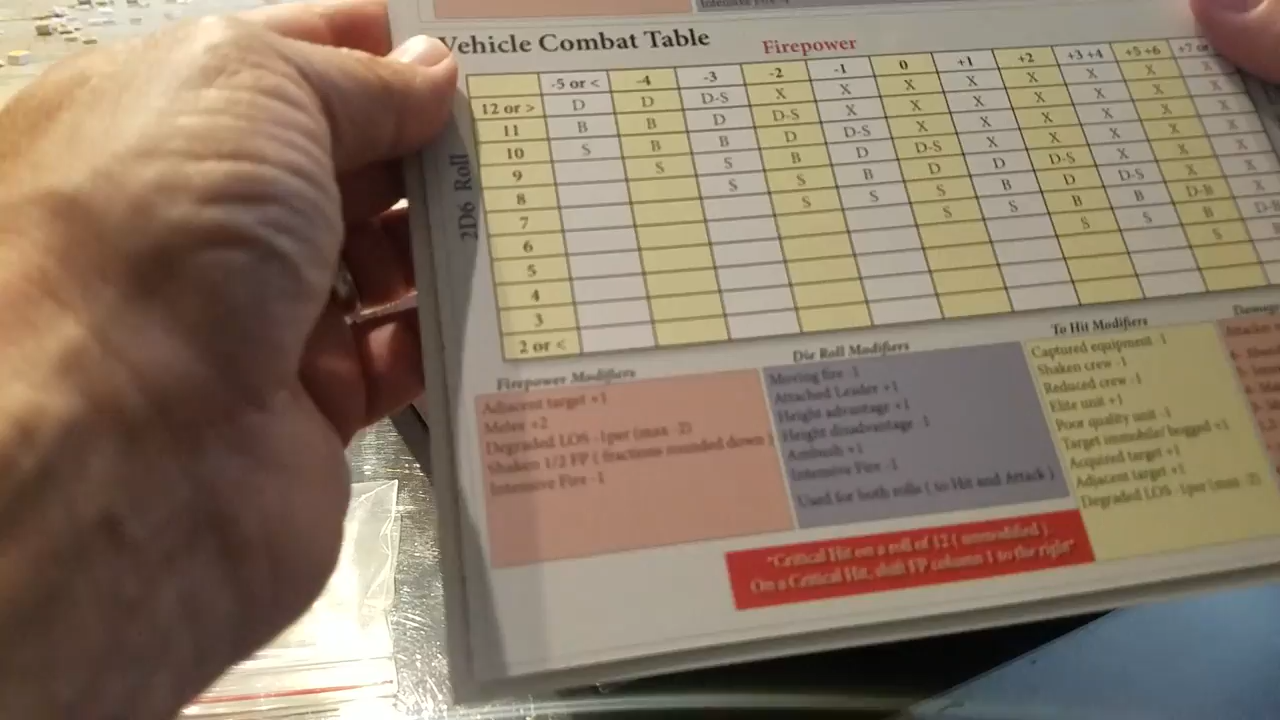 Intensive Fire -1
Vehicle Combat Table
Firepower
-5 or < -4 -3 -2 -1 0 +1 +2 +3 +4 +5 +6 +7 or
2D6 Roll
12 or > D D D-S X X X X X X X X
11 B B D D-S X X X X X X X
10 S B B D D-S X X X X X X
9 S S B D D-S X X X X X
8 S S B D D D-S X X X
7 S S S B D D-S X X
6 S S B B D-B X
5 S S B D-B
4 S
3
2 or <
Firepower Modifiers
Adjacent target +1
Melee +2
Degraded LOS -1per (max -2)
Shaken 1/2 FP ( fractions rounded down )
Intensive Fire -1
Die Roll Modifiers
Moving fire -1
Attached Leader +1
Height advantage +1
Height disadvantage -1
Ambush +1
Intensive Fire -1
Used for both rolls ( to Hit and Attack )
To Hit Modifiers
Captured equipment -1
Shaken crew -1
Reduced crew -1
Elite unit +1
Poor quality unit -1
Target immobile/ bogged +1
Acquired target +1
Adjacent target +1
Degraded LOS -1per (max -2)
"Critical Hit on a roll of 12 ( unmodified ).
On a Critical Hit, shift FP column 1 to the right"